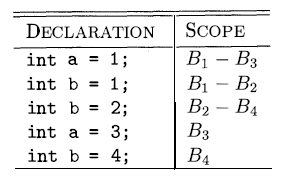 DECLARATION SCOPE
int a = 1; B₁ − B₃
int b = 1; B₁ − B₂
int b = 2; B₂ − B₄
int a = 3; B₃
int b = 4; B₄